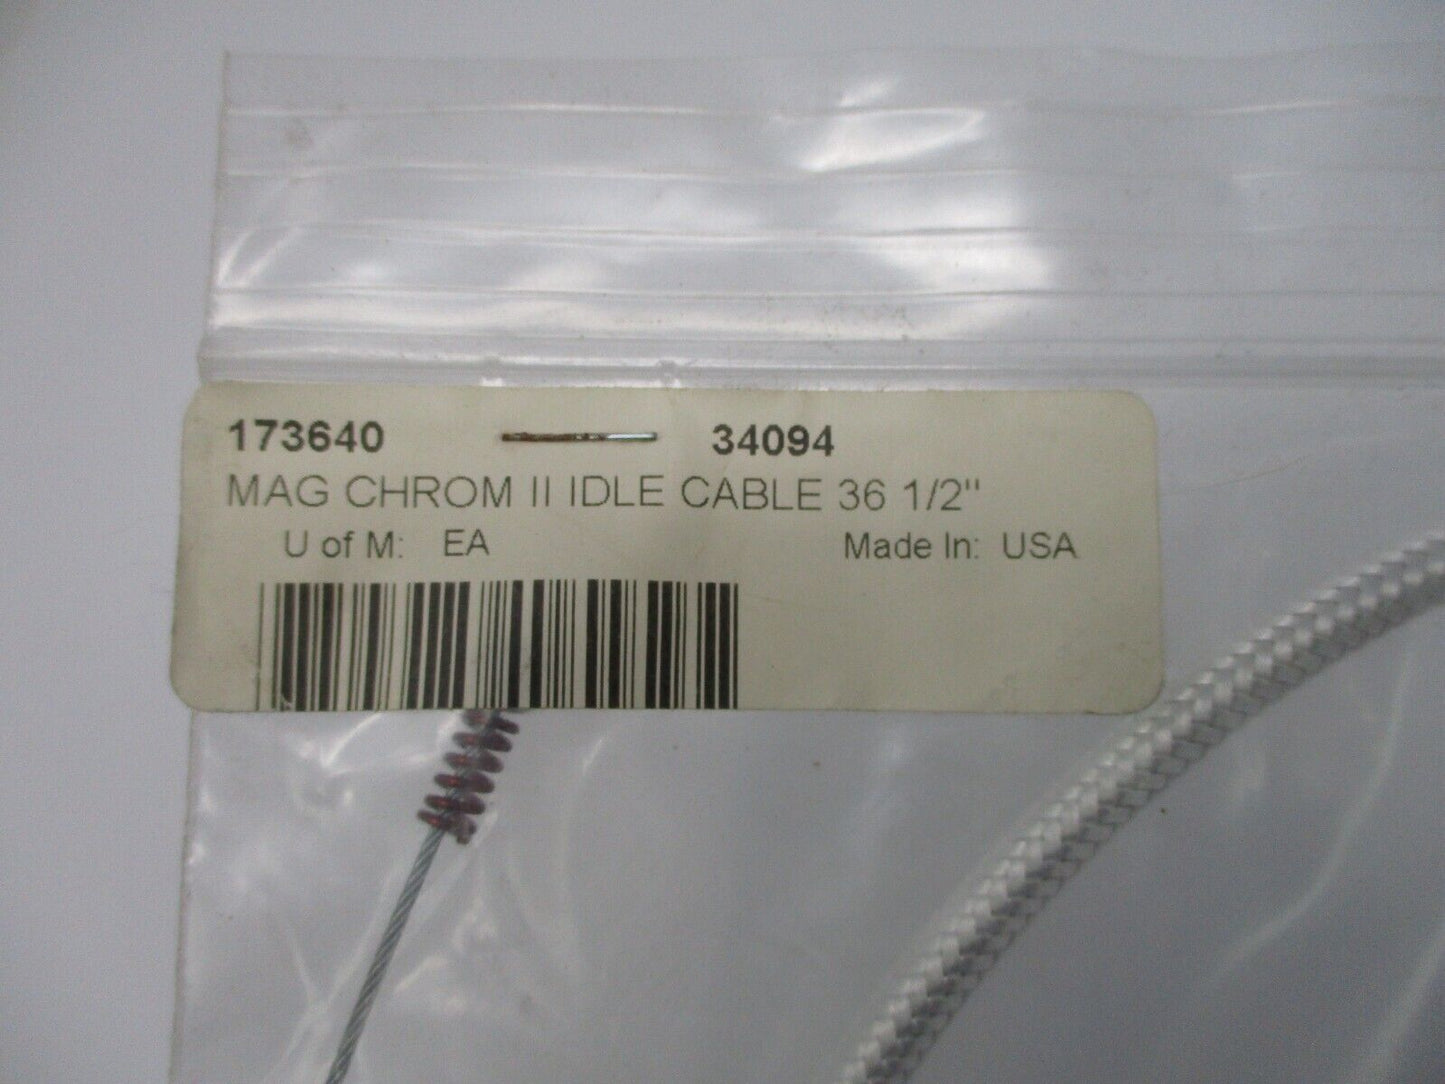 173640 34094
MAG CHROM II IDLE CABLE 36 1/2"
U of M: EA Made In: USA